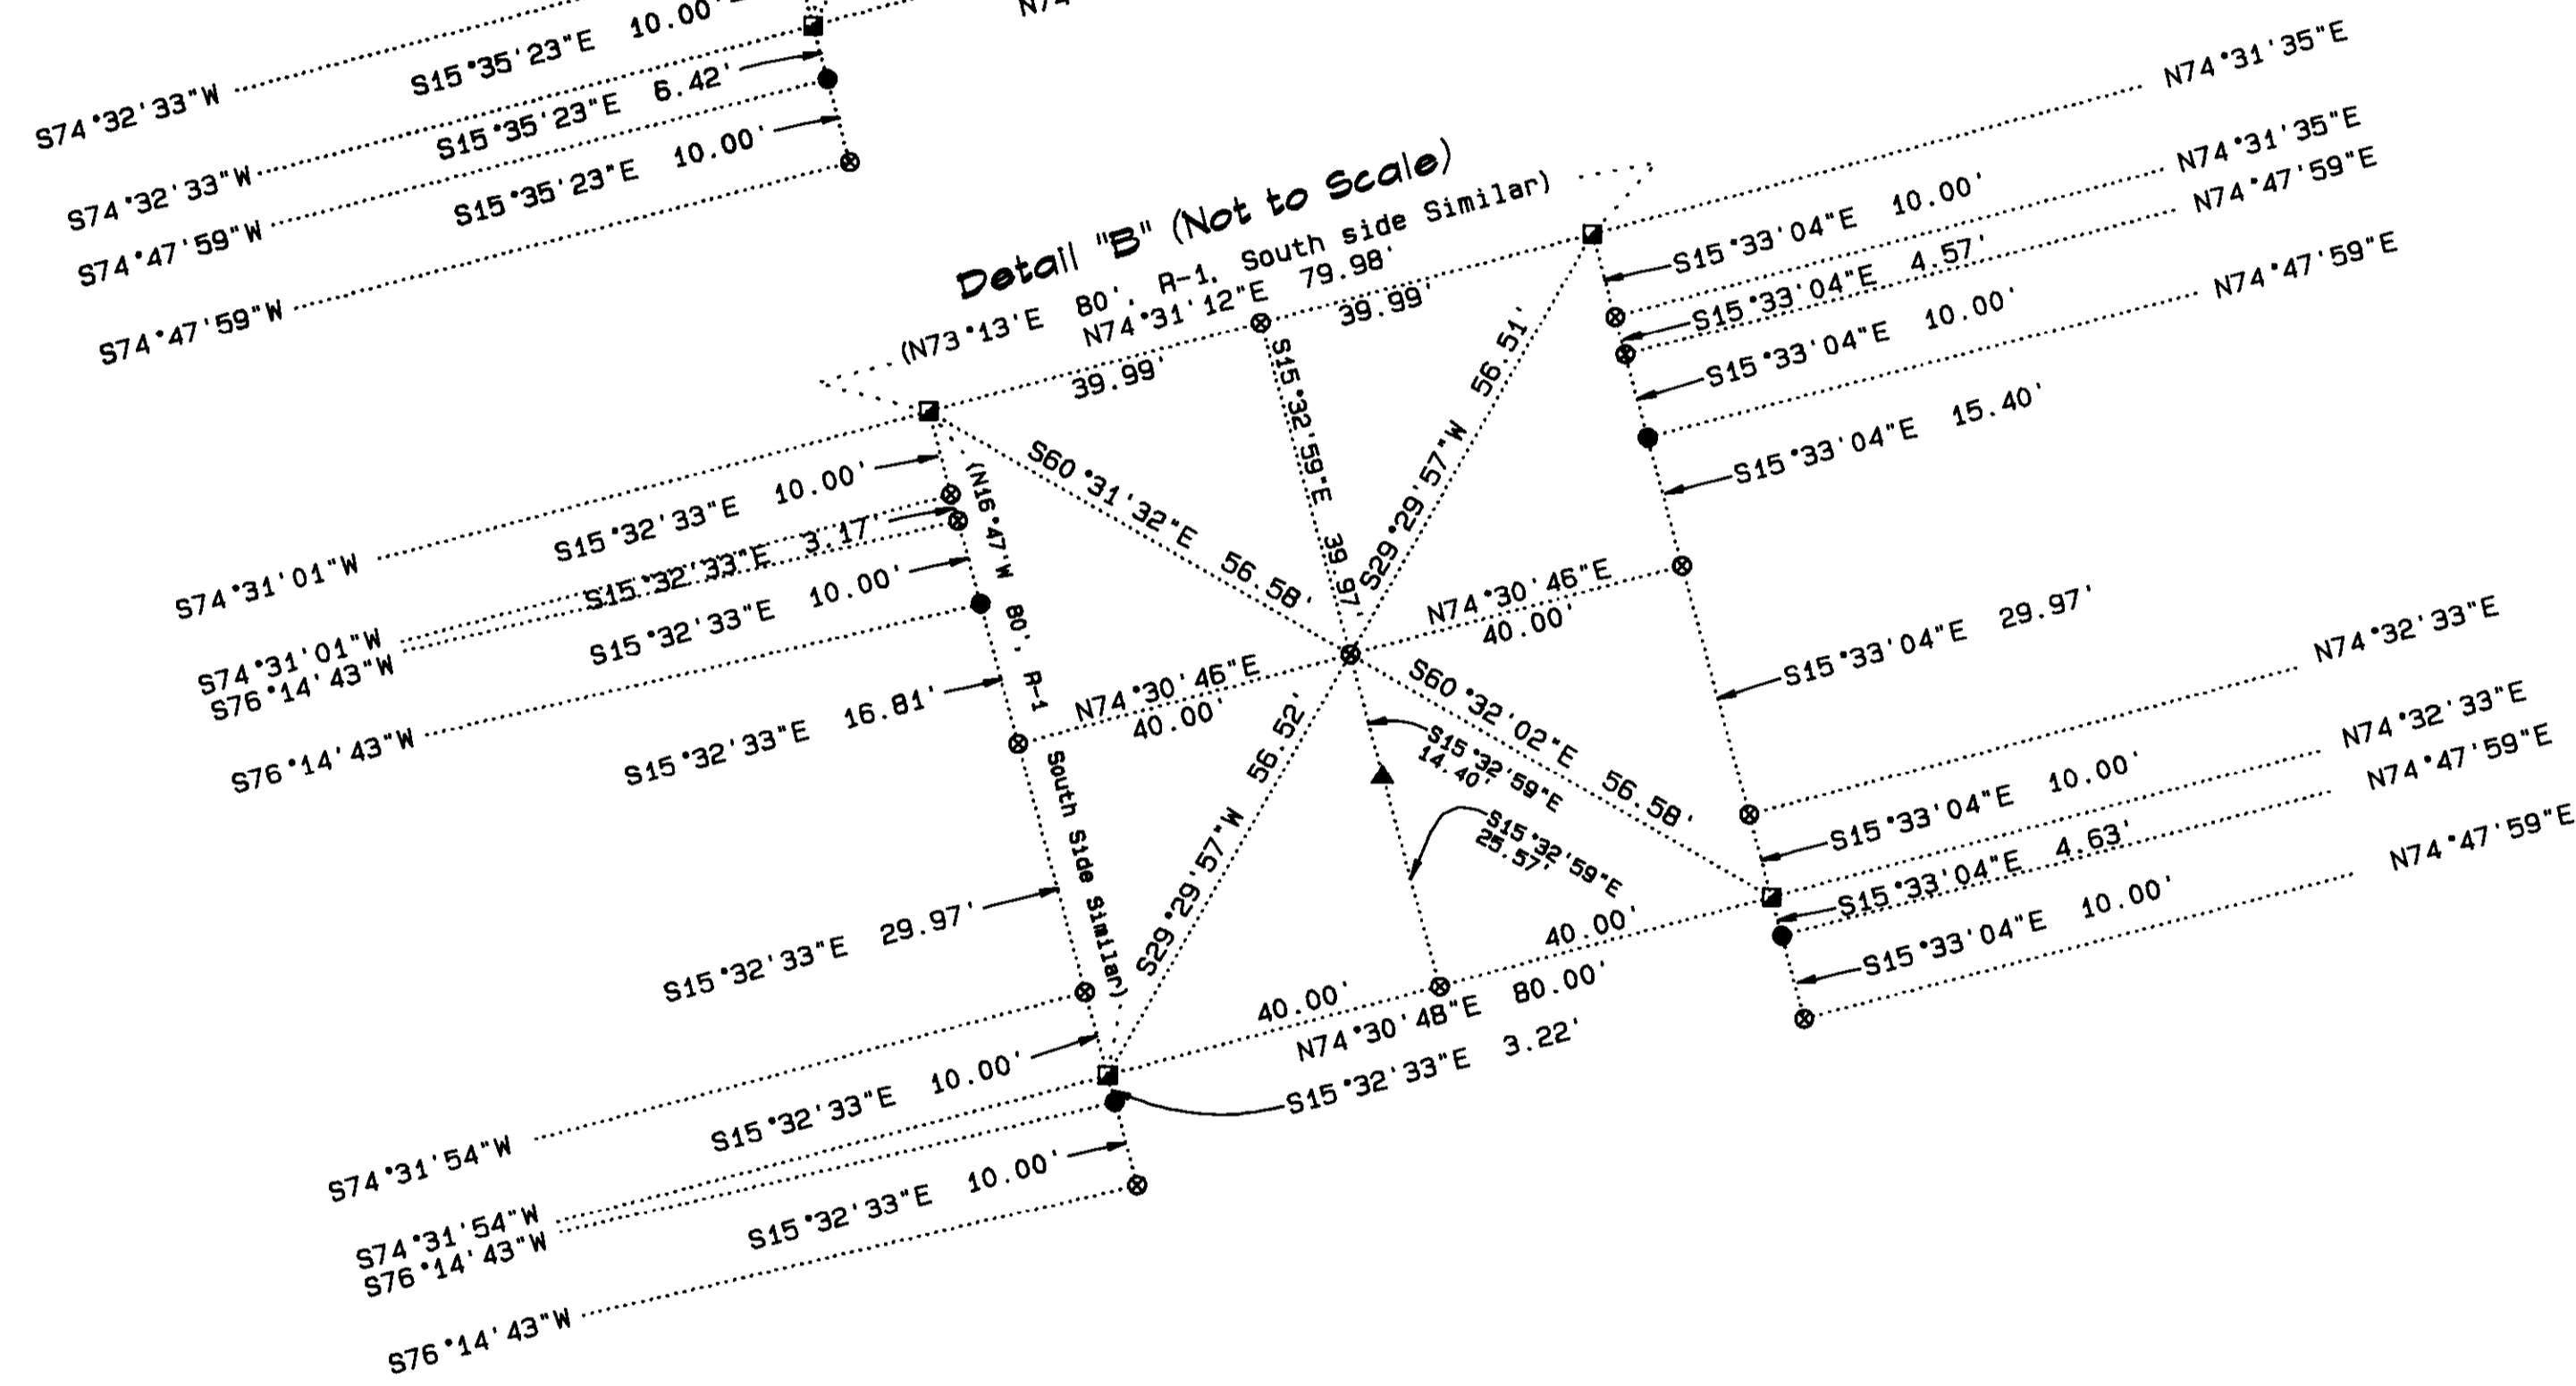 S74°32'33"W
S15°35'23"E 10.00'
S74°32'33"W
S15°35'23"E 6.42'
S74°47'59"W
S15°35'23"E 10.00'
S74°47'59"W
Detail "B" (Not to Scale)
(N73°13'E 80', R-1, South side Similar)
N74°31'12"E 79.98'
39.99'
39.99'
N74°31'35"E
S15°33'04"E 10.00'
N74°31'35"E
S15°33'04"E 4.57'
N74°47'59"E
S15°33'04"E 10.00'
N74°47'59"E
S15°33'04"E 15.40'
S15°33'04"E 29.97'
N74°32'33"E
S15°33'04"E 10.00'
N74°32'33"E
S15°33'04"E 4.63'
N74°47'59"E
S15°33'04"E 10.00'
N74°47'59"E
S15°32'59"E 39.97'
S29°29'57"W 56.51'
S60°31'32"E 56.58'
N74°30'46"E
40.00'
N74°30'46"E
40.00'
S60°32'02"E 56.58'
S15°32'59"E
14.40'
S15°32'59"E
25.57'
S29°29'57"W 56.52'
(N16°47'W 80', R-1 South Side Similar)
S74°31'01"W
S15°32'33"E 10.00'
S74°31'01"W
S15°32'33"E 3.17'
S76°14'43"W
S15°32'33"E 10.00'
S76°14'43"W
S15°32'33"E 16.81'
S15°32'33"E 29.97'
40.00'
40.00'
N74°30'48"E 80.00'
S15°32'33"E 3.22'
S74°31'54"W
S15°32'33"E 10.00'
S74°31'54"W
S76°14'43"W
S15°32'33"E 10.00'
S76°14'43"W